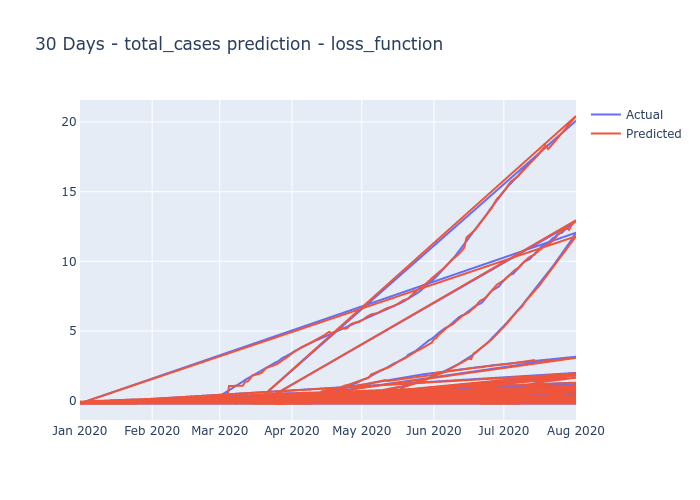 30 Days - total_cases prediction - loss_function
Actual
Predicted
20
15
10
5
0
Jan 2020 Feb 2020 Mar 2020 Apr 2020 May 2020 Jun 2020 Jul 2020 Aug 2020